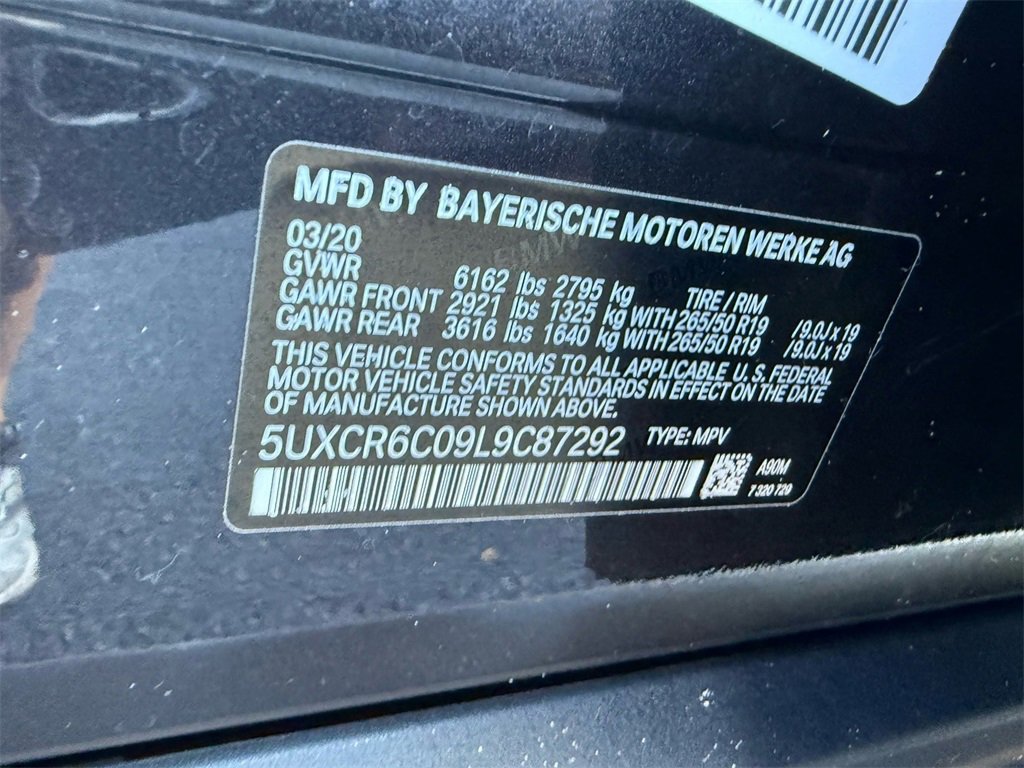 MFD BY BAYERISCHE MOTOREN WERKE AG
03/20
GVWR 6162 lbs 2795 kg TIRE / RIM
GAWR FRONT 2921 lbs 1325 kg WITH 265/50 R19 /9.0J x 19
GAWR REAR 3616 lbs 1640 kg WITH 265/50 R19 /9.0J x 19
THIS VEHICLE CONFORMS TO ALL APPLICABLE U.S. FEDERAL
MOTOR VEHICLE SAFETY STANDARDS IN EFFECT ON THE DATE
OF MANUFACTURE SHOWN ABOVE.
5UXCR6C09L9C87292 TYPE: MPV
A90M
7 320 720